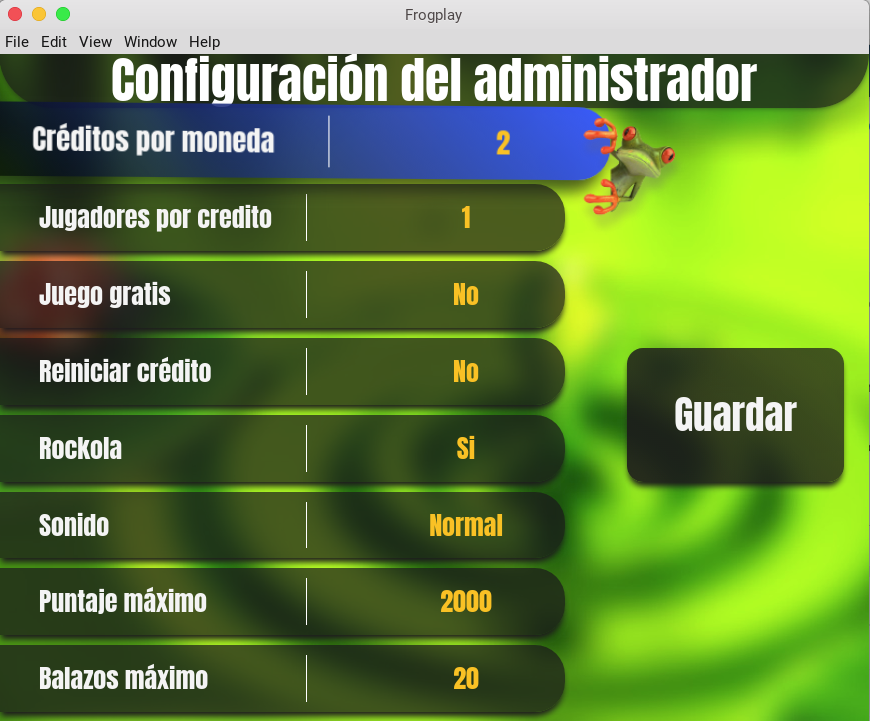 Frogplay
File Edit View Window Help
Configuración del administrador
Créditos por moneda 2
Jugadores por credito 1
Juego gratis No
Reiniciar crédito No
Guardar
Rockola Si
Sonido Normal
Puntaje máximo 2000
Balazos máximo 20